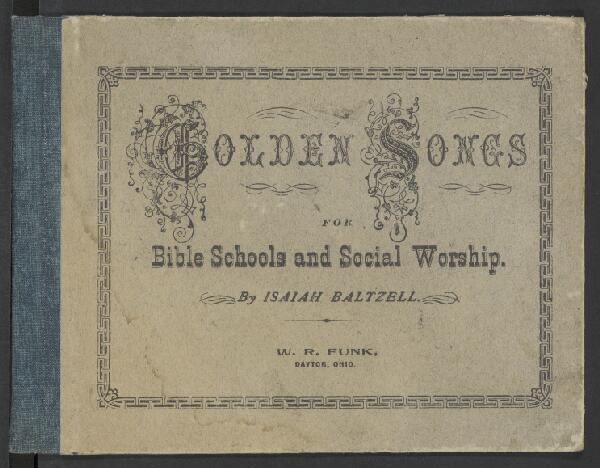 GOLDEN SONGS
FOR
Bible Schools and Social Worship.
By ISAIAH BALTZELL.
W. R. FUNK,
DAYTON, OHIO.